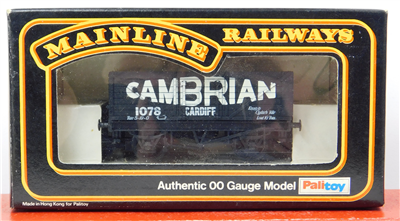 MAINLINE RAILWAYS
CAMBRIAN
1078 CARDIFF
Authentic 00 Gauge Model Palitoy
Made in Hong Kong for Palitoy